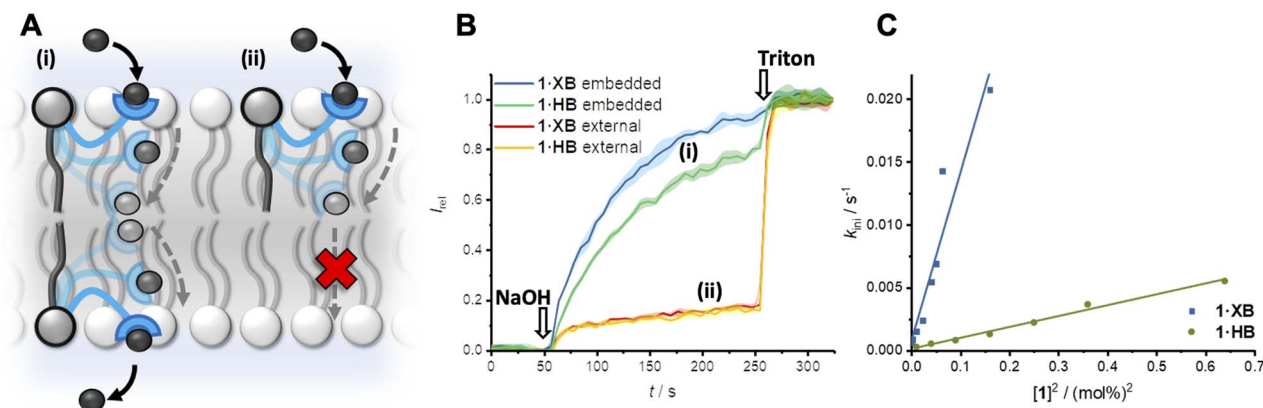 A
(i)
(ii)
B
NaOH
Triton
1·XB embedded
1·HB embedded
1·XB external
1·HB external
(i)
(ii)
I rel
1.0
0.8
0.6
0.4
0.2
0.0
0 50 100 150 200 250 300
t / s
C
k ini / s⁻¹
0.020
0.015
0.010
0.005
0.000
0.0 0.1 0.2 0.3 0.4 0.5 0.6 0.7
[1]² / (mol%)²
1·XB
1·HB